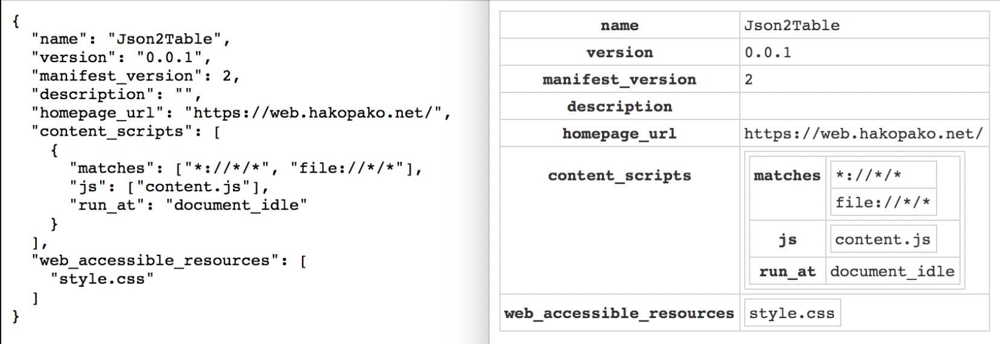 {
  "name": "Json2Table",
  "version": "0.0.1",
  "manifest_version": 2,
  "description": "",
  "homepage_url": "https://web.hakopako.net/",
  "content_scripts": [
    {
      "matches": ["*://*/*", "file://*/*"],
      "js": ["content.js"],
      "run_at": "document_idle"
    }
  ],
  "web_accessible_resources": [
    "style.css"
  ]
}
name Json2Table
version 0.0.1
manifest_version 2
description
homepage_url https://web.hakopako.net/
content_scripts matches *://*/*
file://*/*
js content.js
run_at document_idle
web_accessible_resources style.css